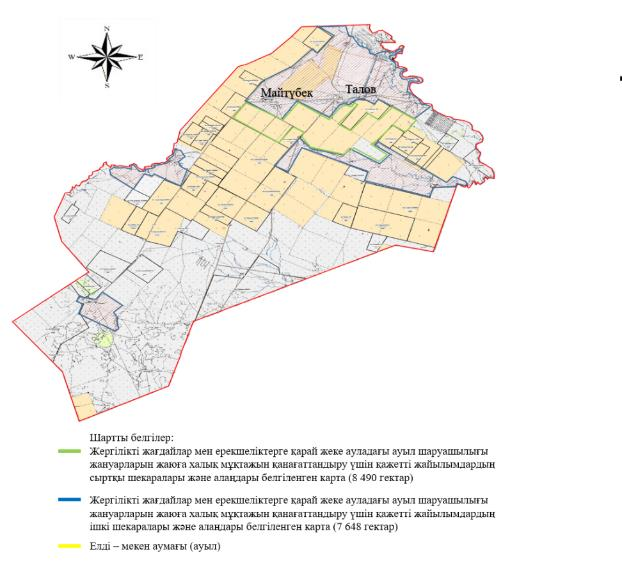 N
W E
S
Майтүбек Талов
Шартты белгілер:
Жергілікті жағдайлар мен ерекшеліктерге қарай жеке ауладағы ауыл шаруашылығы
жануарларын жаюға халық мұқтажын қанағаттандыру үшін қажетті жайылымдардың
сыртқы шекаралары және алаңдары белгіленген карта (8 490 гектар)
Жергілікті жағдайлар мен ерекшеліктерге қарай жеке ауладағы ауыл шаруашылығы
жануарларын жаюға халық мұқтажын қанағаттандыру үшін қажетті жайылымдардың
ішкі шекаралары және алаңдары белгіленген карта (7 648 гектар)
Елді – мекен аумағы (ауыл)